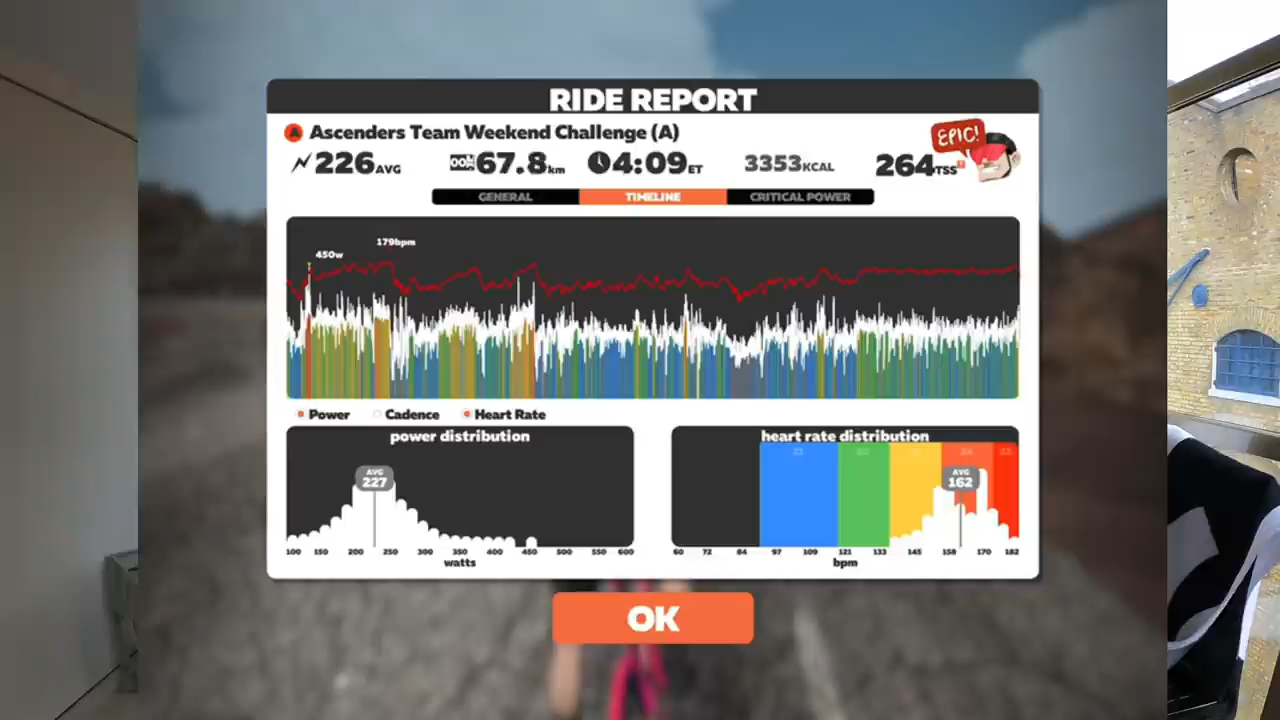 RIDE REPORT
A Ascenders Team Weekend Challenge (A)
EPIC!
226AVG 67.8km 4:09ET 3353KCAL 264TSS
GENERAL TIMELINE CRITICAL POWER
179bpm
450w
Power Cadence Heart Rate
power distribution
AVG
227
100 150 200 250 300 350 400 450 500 550 600
watts
heart rate distribution
AVG
162
60 72 84 97 109 121 133 145 158 170 182
bpm
OK